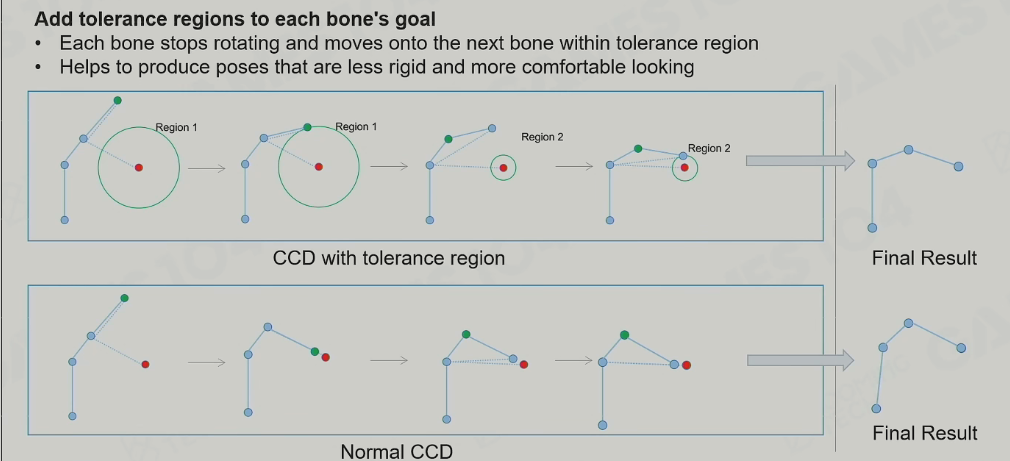 Add tolerance regions to each bone's goal
• Each bone stops rotating and moves onto the next bone within tolerance region
• Helps to produce poses that are less rigid and more comfortable looking
Region 1
Region 1
Region 2
Region 2
CCD with tolerance region
Final Result
Normal CCD
Final Result